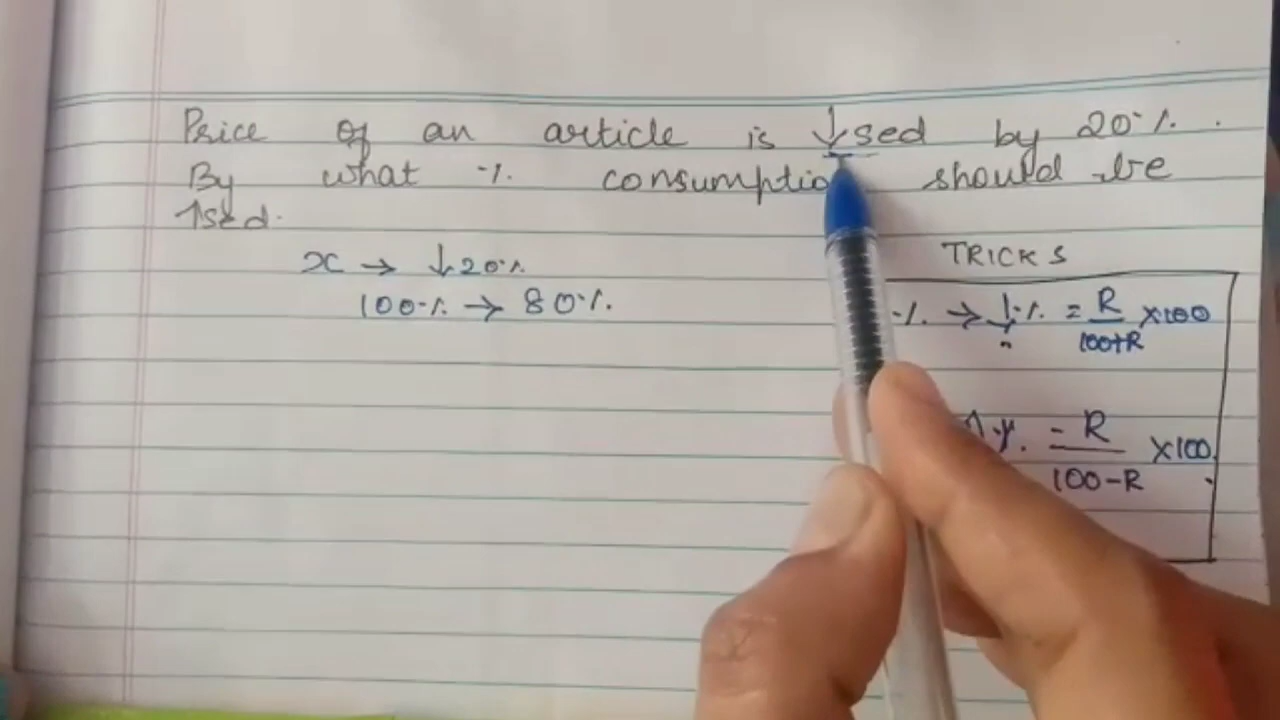 Price of an article is ↓sed by 20%.
By what % consumption should be
↑sed.
x → ↓20%
100% → 80%
TRICKS
% → ↓% = R/100+R ×100
↑%. = R/100-R ×100